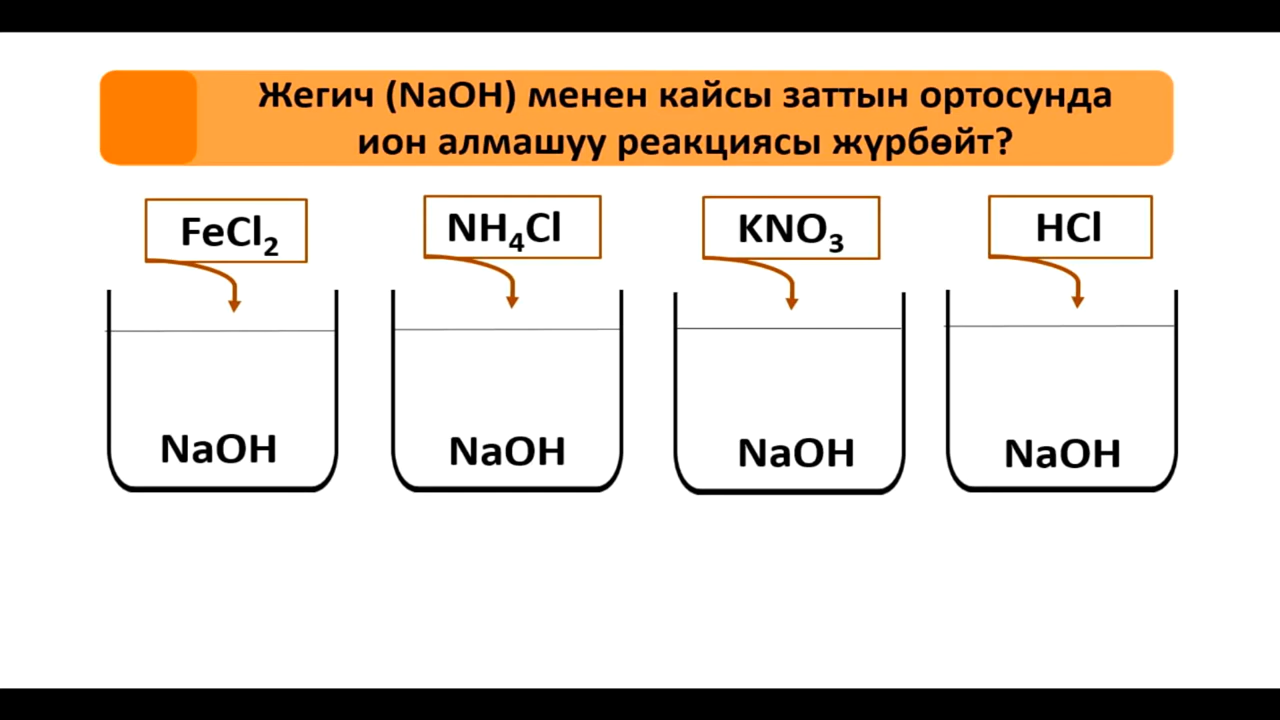 Жегич (NaOH) менен кайсы заттын ортосунда
ион алмашуу реакциясы жүрбөйт?
FeCl₂
NH₄Cl
KNO₃
HCl
NaOH
NaOH
NaOH
NaOH